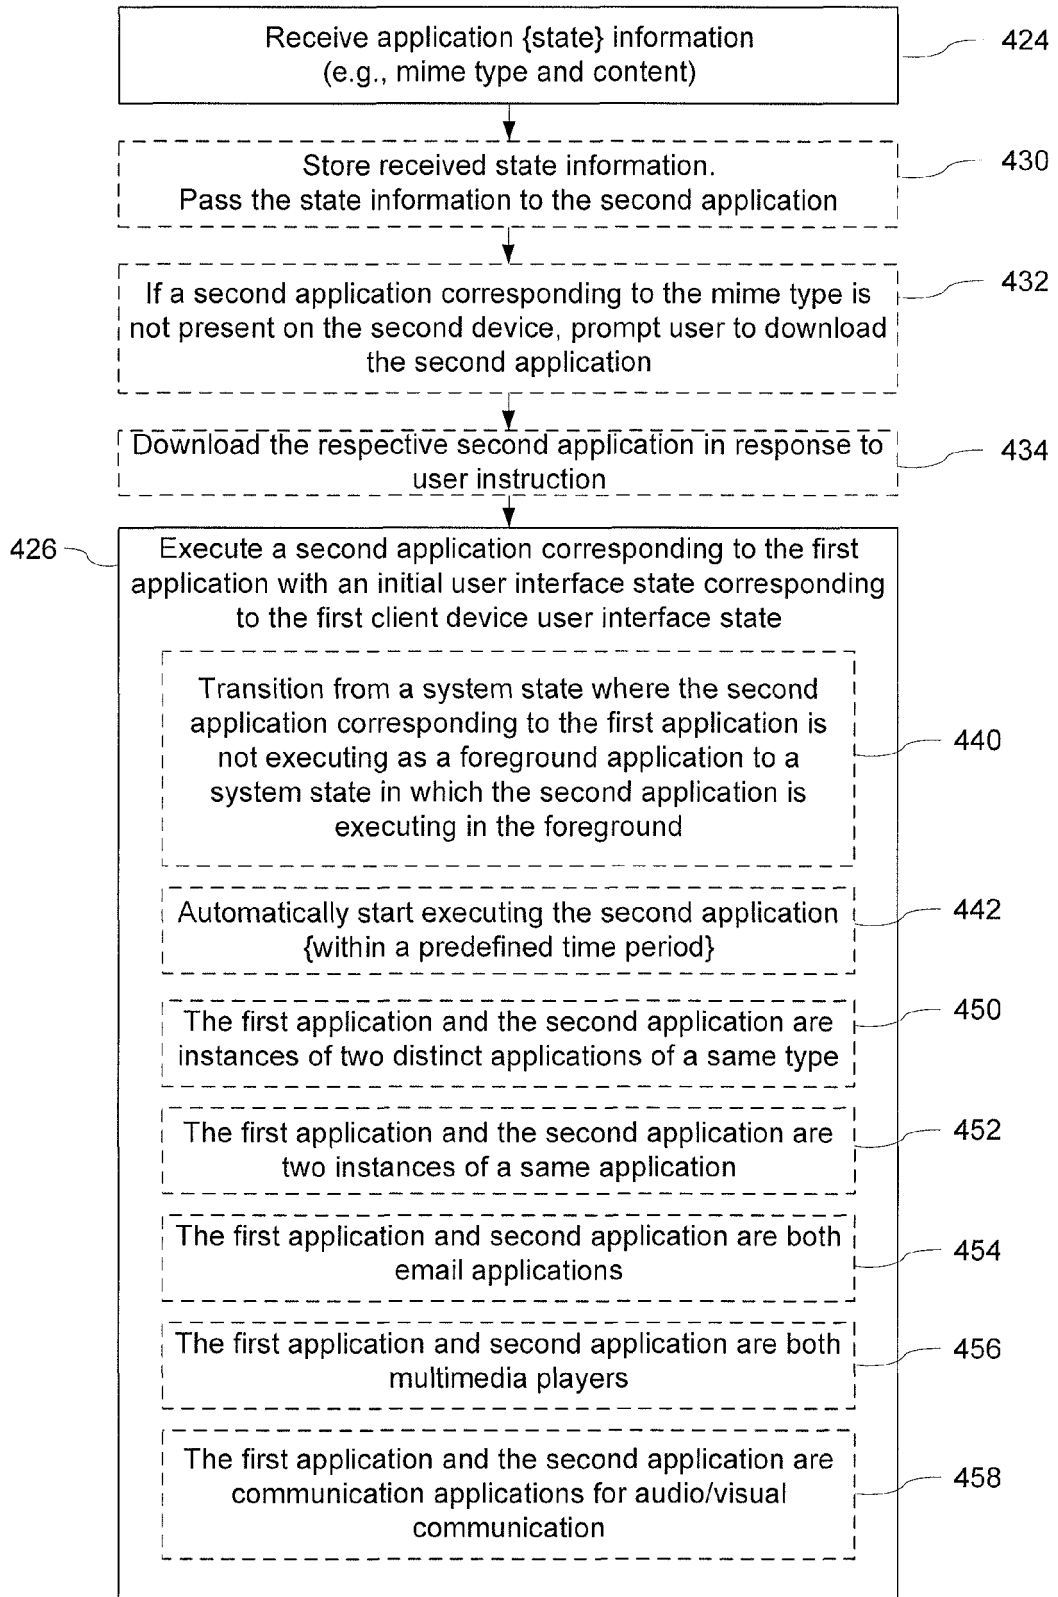 Receive application {state} information
(e.g., mime type and content)
424
Store received state information.
Pass the state information to the second application
430
If a second application corresponding to the mime type is
not present on the second device, prompt user to download
the second application
432
Download the respective second application in response to
user instruction
434
426
Execute a second application corresponding to the first
application with an initial user interface state corresponding
to the first client device user interface state
Transition from a system state where the second
application corresponding to the first application is
not executing as a foreground application to a
system state in which the second application is
executing in the foreground
440
Automatically start executing the second application
{within a predefined time period}
442
The first application and the second application are
instances of two distinct applications of a same type
450
The first application and the second application are
two instances of a same application
452
The first application and second application are both
email applications
454
The first application and second application are both
multimedia players
456
The first application and the second application are
communication applications for audio/visual
communication
458